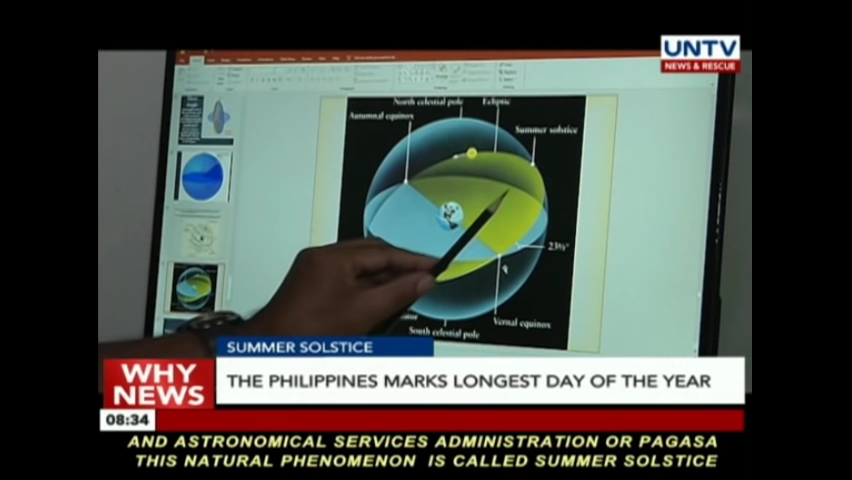 UNTV
NEWS & RESCUE
North celestial pole
Ecliptic
Autumnal equinox
Summer solstice
23½°
Vernal equinox
South celestial pole
SUMMER SOLSTICE
WHY
NEWS
THE PHILIPPINES MARKS LONGEST DAY OF THE YEAR
08:34
AND ASTRONOMICAL SERVICES ADMINISTRATION OR PAGASA
THIS NATURAL PHENOMENON IS CALLED SUMMER SOLSTICE